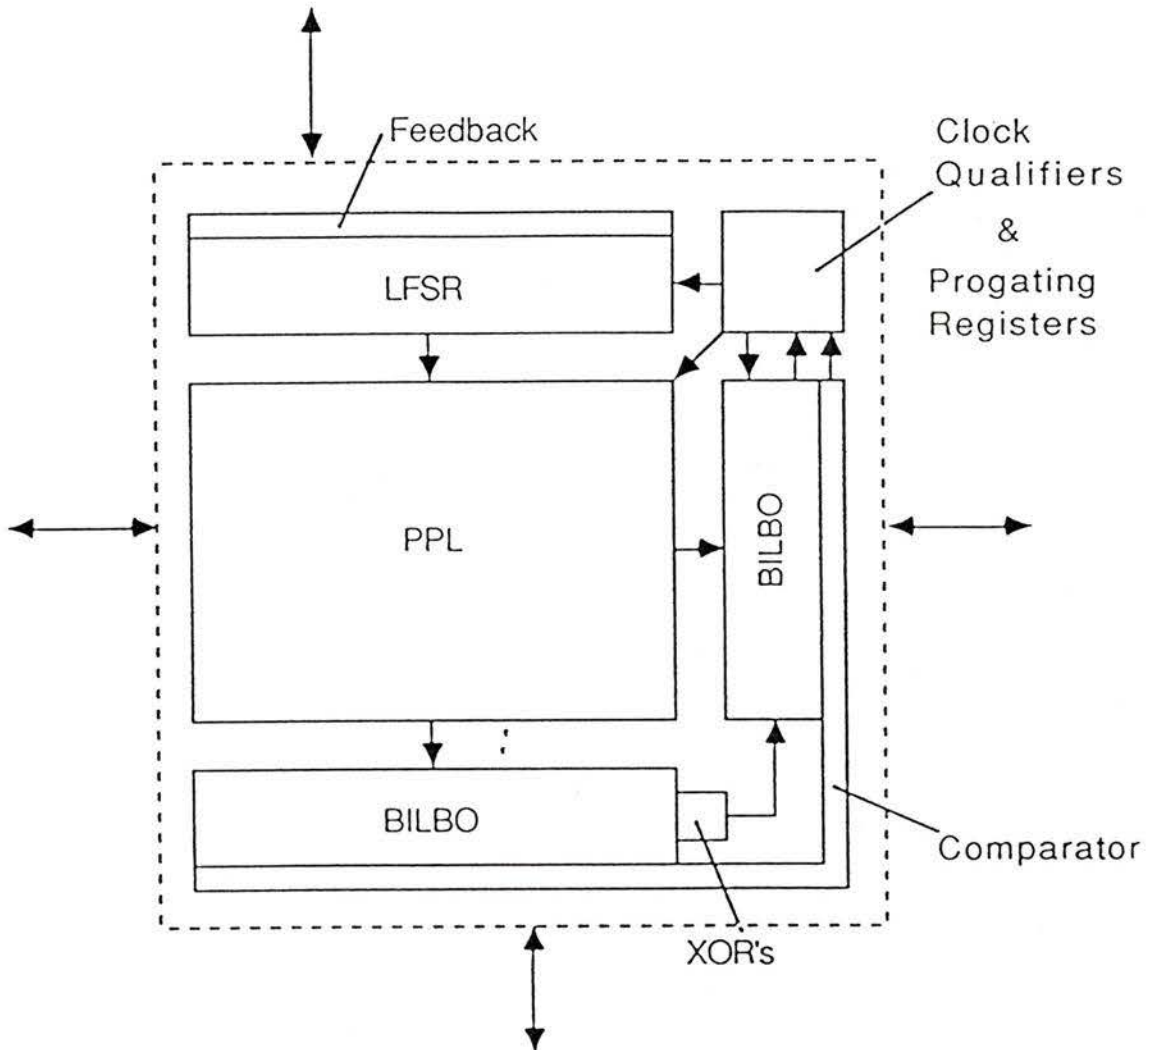 Feedback
Clock
Qualifiers
&
Progating
Registers
LFSR
PPL
BILBO
BILBO
Comparator
XOR's